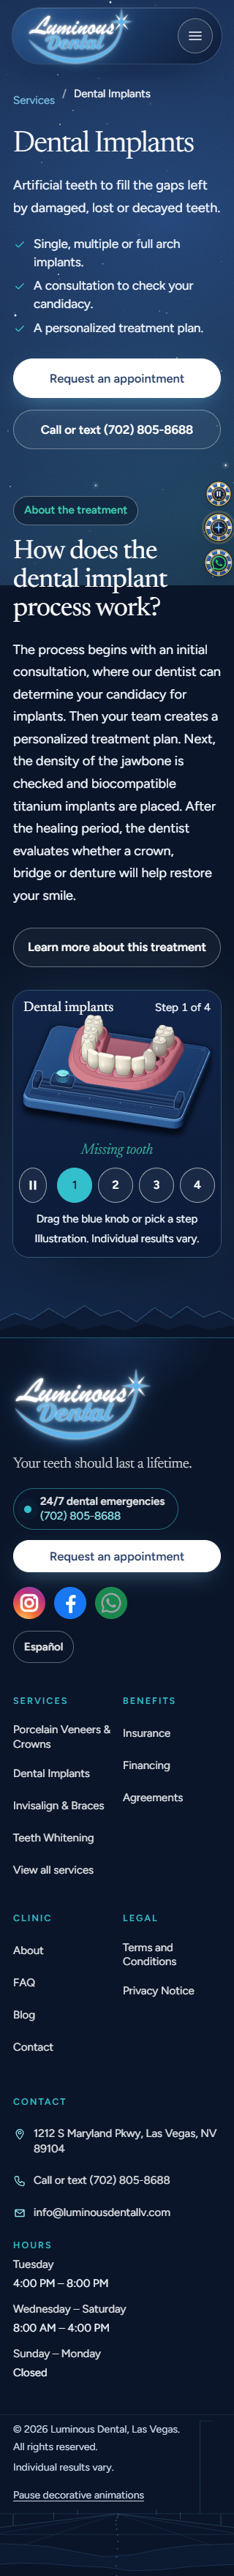 Luminous
Dental
Services / Dental Implants
Dental Implants
Artificial teeth to fill the gaps left
by damaged, lost or decayed teeth.
Single, multiple or full arch
implants.
A consultation to check your
candidacy.
A personalized treatment plan.
Request an appointment
Call or text (702) 805-8688
About the treatment
How does the
dental implant
process work?
The process begins with an initial
consultation, where our dentist can
determine your candidacy for
implants. Then your team creates a
personalized treatment plan. Next,
the density of the jawbone is
checked and biocompatible
titanium implants are placed. After
the healing period, the dentist
evaluates whether a crown,
bridge or denture will help restore
your smile.
Learn more about this treatment
Dental implants Step 1 of 4
Missing tooth
1 2 3 4
Drag the blue knob or pick a step
Illustration. Individual results vary.
Luminous
Dental
Your teeth should last a lifetime.
24/7 dental emergencies
(702) 805-8688
Request an appointment
Español
SERVICES
Porcelain Veneers &
Crowns
Dental Implants
Invisalign & Braces
Teeth Whitening
View all services
BENEFITS
Insurance
Financing
Agreements
CLINIC
About
FAQ
Blog
Contact
LEGAL
Terms and
Conditions
Privacy Notice
CONTACT
1212 S Maryland Pkwy, Las Vegas, NV
89104
Call or text (702) 805-8688
info@luminousdentallv.com
HOURS
Tuesday
4:00 PM – 8:00 PM
Wednesday – Saturday
8:00 AM – 4:00 PM
Sunday – Monday
Closed
© 2026 Luminous Dental, Las Vegas.
All rights reserved.
Individual results vary.
Pause decorative animations